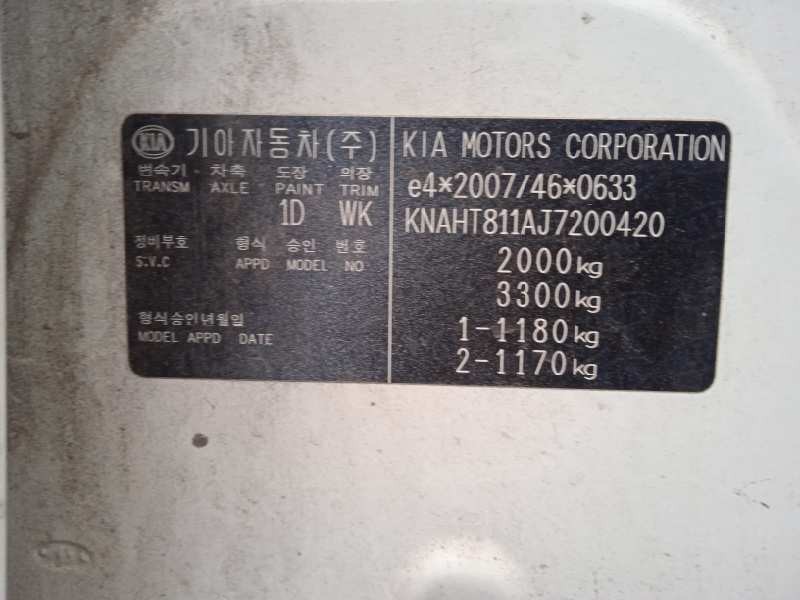 KIA 기아자동차(주)
변속기 차축 도장 의장
TRANSM AXLE PAINT TRIM
1D WK
정비부호 형식 승인 번호
S.V.C APPD MODEL NO
형식승인년월일
MODEL APPD DATE
KIA MOTORS CORPORATION
e4*2007/46*0633
KNAHT811AJ7200420
2000kg
3300kg
1-1180kg
2-1170kg